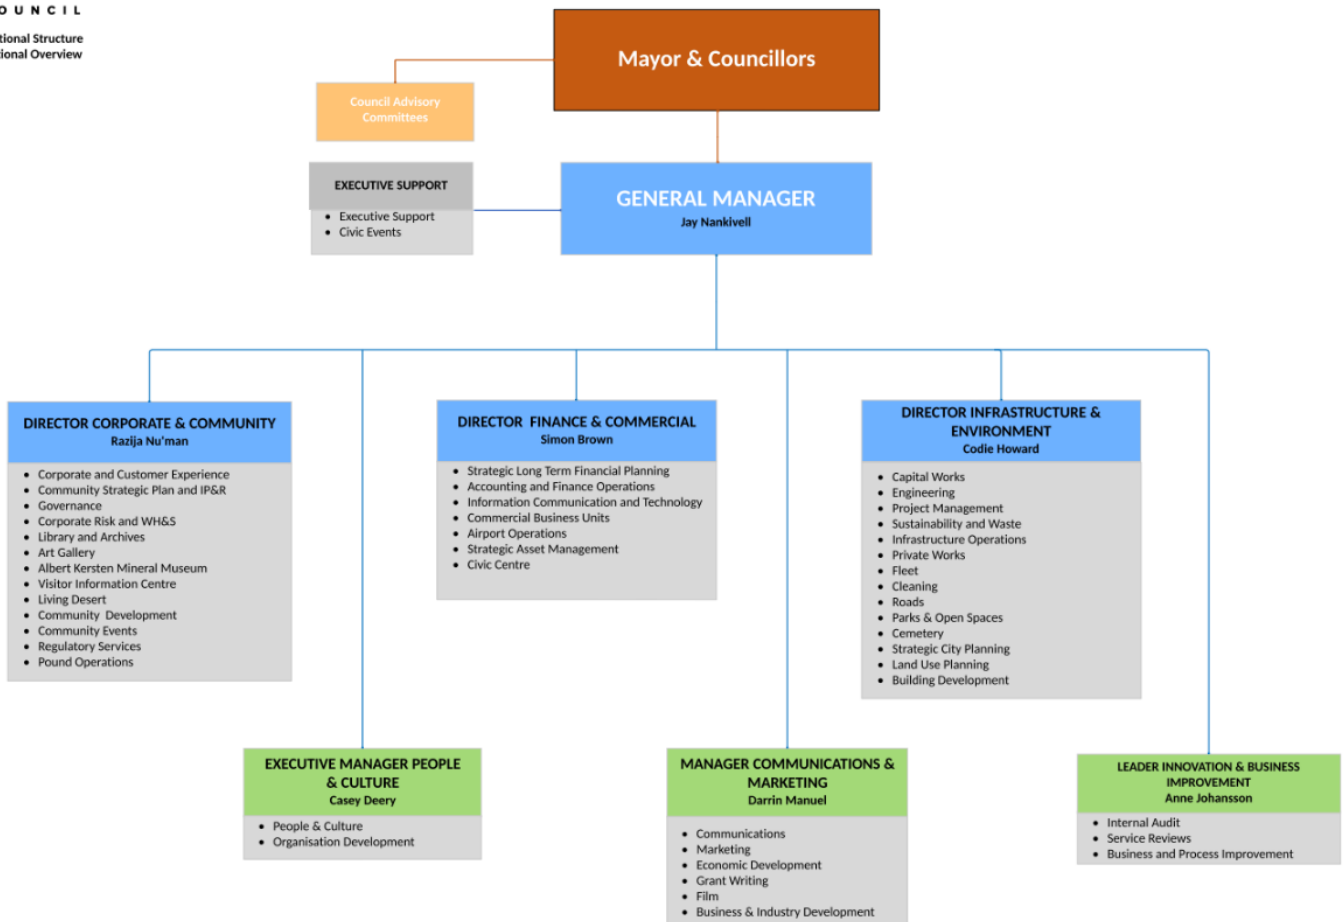 OUNCIL
tional Structure
tional Overview
Mayor & Councillors
Council Advisory
Committees
EXECUTIVE SUPPORT
• Executive Support
• Civic Events
GENERAL MANAGER
Jay Nankivell
DIRECTOR CORPORATE & COMMUNITY
Razija Nu'man
• Corporate and Customer Experience
• Community Strategic Plan and IP&R
• Governance
• Corporate Risk and WH&S
• Library and Archives
• Art Gallery
• Albert Kersten Mineral Museum
• Visitor Information Centre
• Living Desert
• Community Development
• Community Events
• Regulatory Services
• Pound Operations
DIRECTOR FINANCE & COMMERCIAL
Simon Brown
• Strategic Long Term Financial Planning
• Accounting and Finance Operations
• Information Communication and Technology
• Commercial Business Units
• Airport Operations
• Strategic Asset Management
• Civic Centre
DIRECTOR INFRASTRUCTURE &
ENVIRONMENT
Codie Howard
• Capital Works
• Engineering
• Project Management
• Sustainability and Waste
• Infrastructure Operations
• Private Works
• Fleet
• Cleaning
• Roads
• Parks & Open Spaces
• Cemetery
• Strategic City Planning
• Land Use Planning
• Building Development
EXECUTIVE MANAGER PEOPLE
& CULTURE
Casey Deery
• People & Culture
• Organisation Development
MANAGER COMMUNICATIONS &
MARKETING
Darrin Manuel
• Communications
• Marketing
• Economic Development
• Grant Writing
• Film
• Business & Industry Development
LEADER INNOVATION & BUSINESS
IMPROVEMENT
Anne Johansson
• Internal Audit
• Service Reviews
• Business and Process Improvement